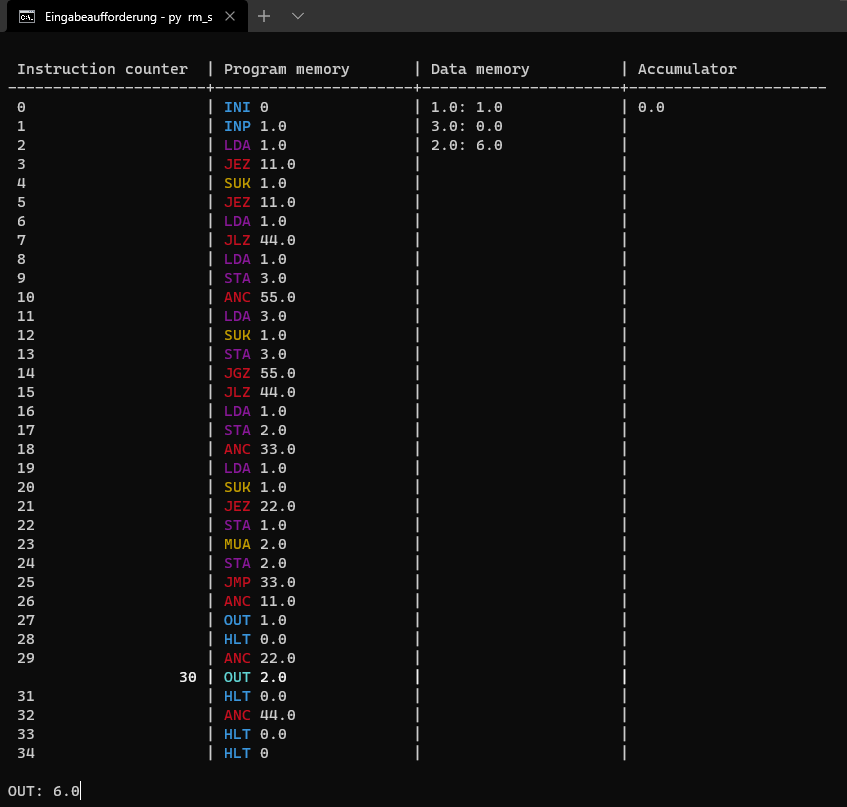 Eingabeaufforderung - py rm_s
Instruction counter | Program memory | Data memory | Accumulator
----------------------+----------------------+----------------------+----------------------
0 | INI 0 | 1.0: 1.0 | 0.0
1 | INP 1.0 | 3.0: 0.0 |
2 | LDA 1.0 | 2.0: 6.0 |
3 | JEZ 11.0 | |
4 | SUK 1.0 | |
5 | JEZ 11.0 | |
6 | LDA 1.0 | |
7 | JLZ 44.0 | |
8 | LDA 1.0 | |
9 | STA 3.0 | |
10 | ANC 55.0 | |
11 | LDA 3.0 | |
12 | SUK 1.0 | |
13 | STA 3.0 | |
14 | JGZ 55.0 | |
15 | JLZ 44.0 | |
16 | LDA 1.0 | |
17 | STA 2.0 | |
18 | ANC 33.0 | |
19 | LDA 1.0 | |
20 | SUK 1.0 | |
21 | JEZ 22.0 | |
22 | STA 1.0 | |
23 | MUA 2.0 | |
24 | STA 2.0 | |
25 | JMP 33.0 | |
26 | ANC 11.0 | |
27 | OUT 1.0 | |
28 | HLT 0.0 | |
29 | ANC 22.0 | |
30 | OUT 2.0 | |
31 | HLT 0.0 | |
32 | ANC 44.0 | |
33 | HLT 0.0 | |
34 | HLT 0 | |
OUT: 6.0